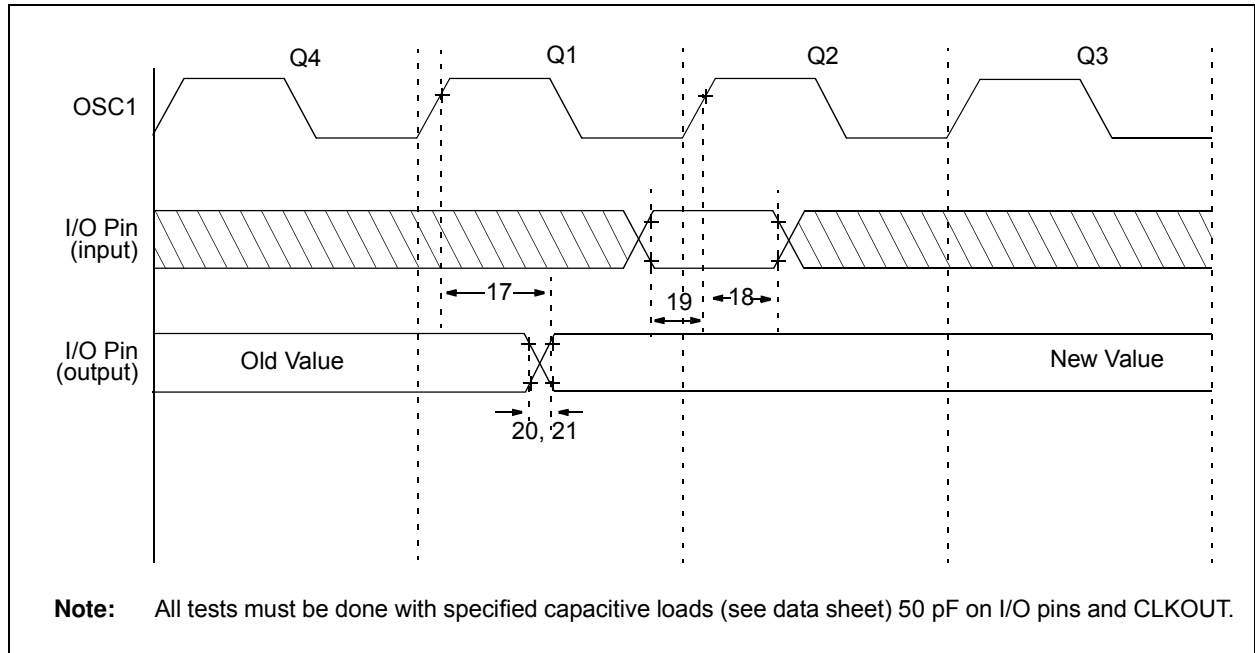 Q4 Q1 Q2 Q3
OSC1
I/O Pin
(input)
17
19
18
I/O Pin
(output)
Old Value
New Value
20, 21
Note: All tests must be done with specified capacitive loads (see data sheet) 50 pF on I/O pins and CLKOUT.